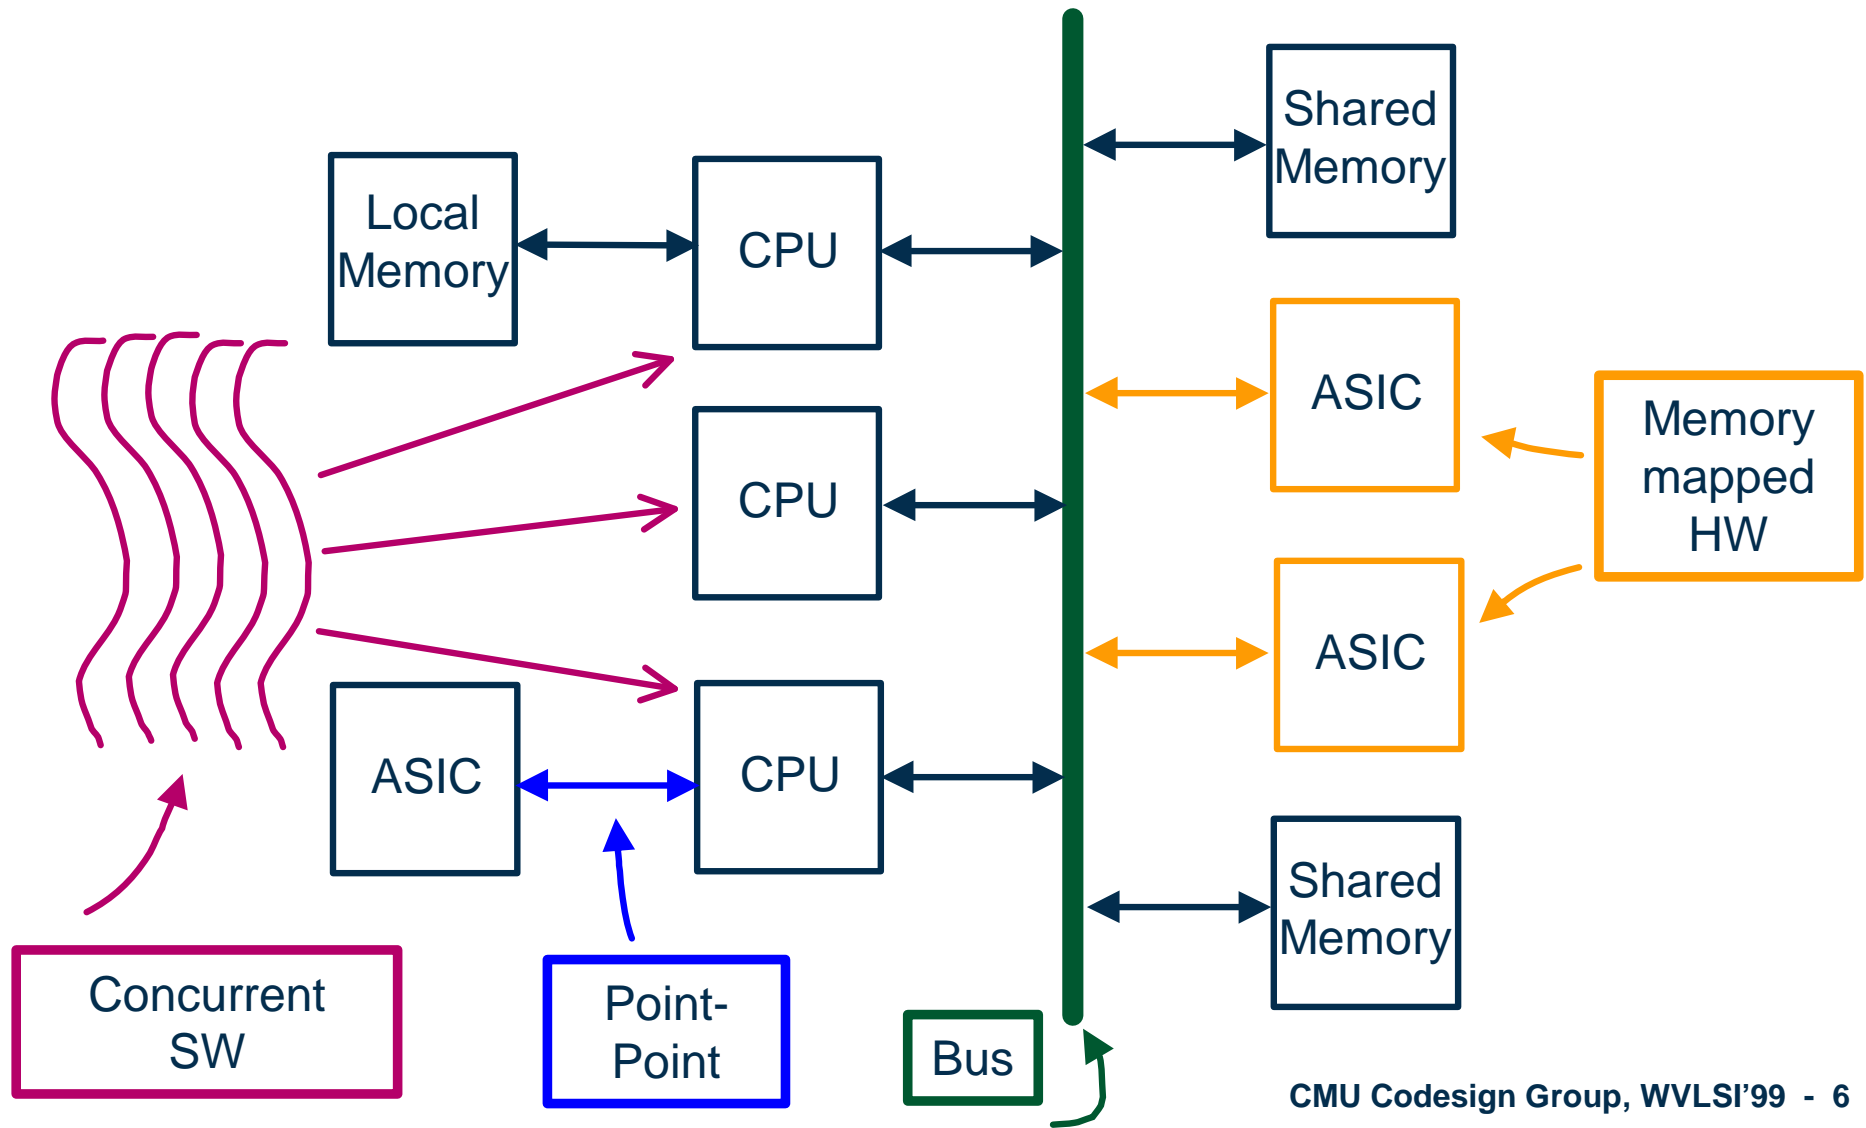 Shared
Memory
Local
Memory
CPU
ASIC
Memory
mapped
HW
CPU
ASIC
ASIC
CPU
Shared
Memory
Concurrent
SW
Point-
Point
Bus
CMU Codesign Group, WVLSI'99 - 6